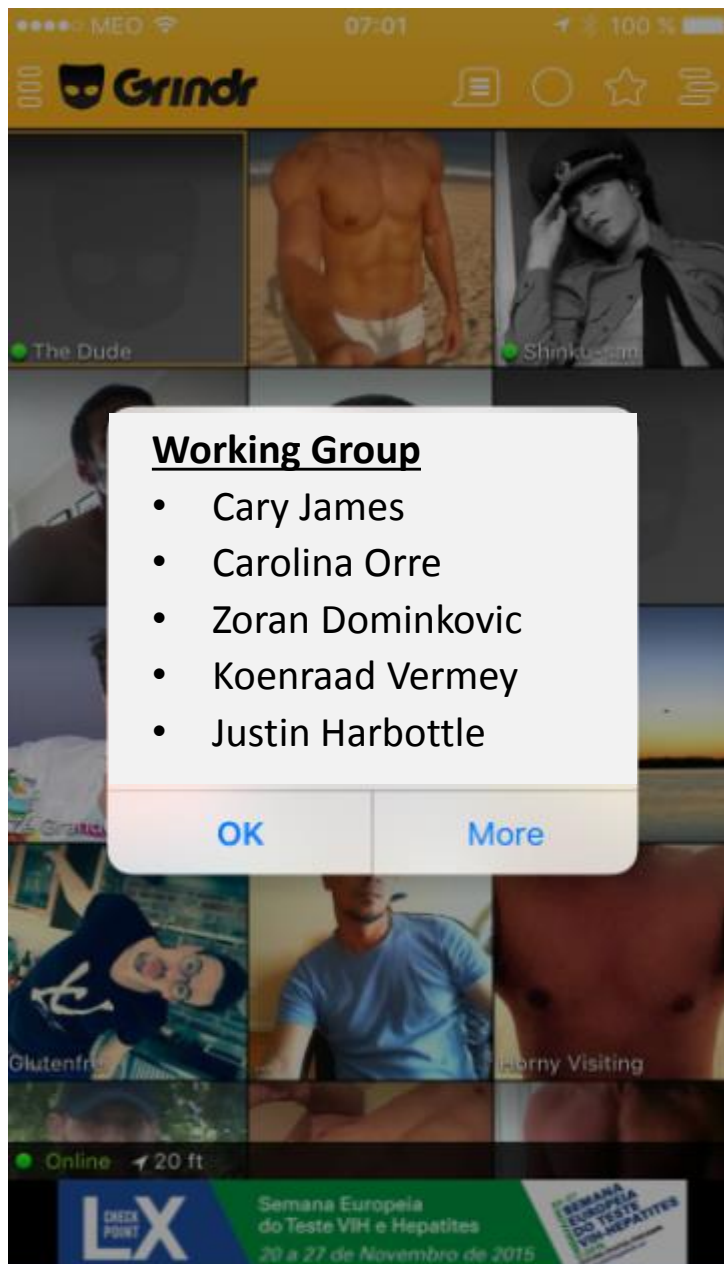 MEO 07:01 100 %
Grindr
The Dude
Shinku-san
Working Group
• Cary James
• Carolina Orre
• Zoran Dominkovic
• Koenraad Vermey
• Justin Harbottle
OK More
Horny Visiting
Online 20 ft
CHECK
POINT
LX
Semana Europeia
do Teste VIH e Hepatites
20 a 27 de Novembro de 2015
SEMANA
EUROPEIA
DO TESTE
VIH-HEPATITES